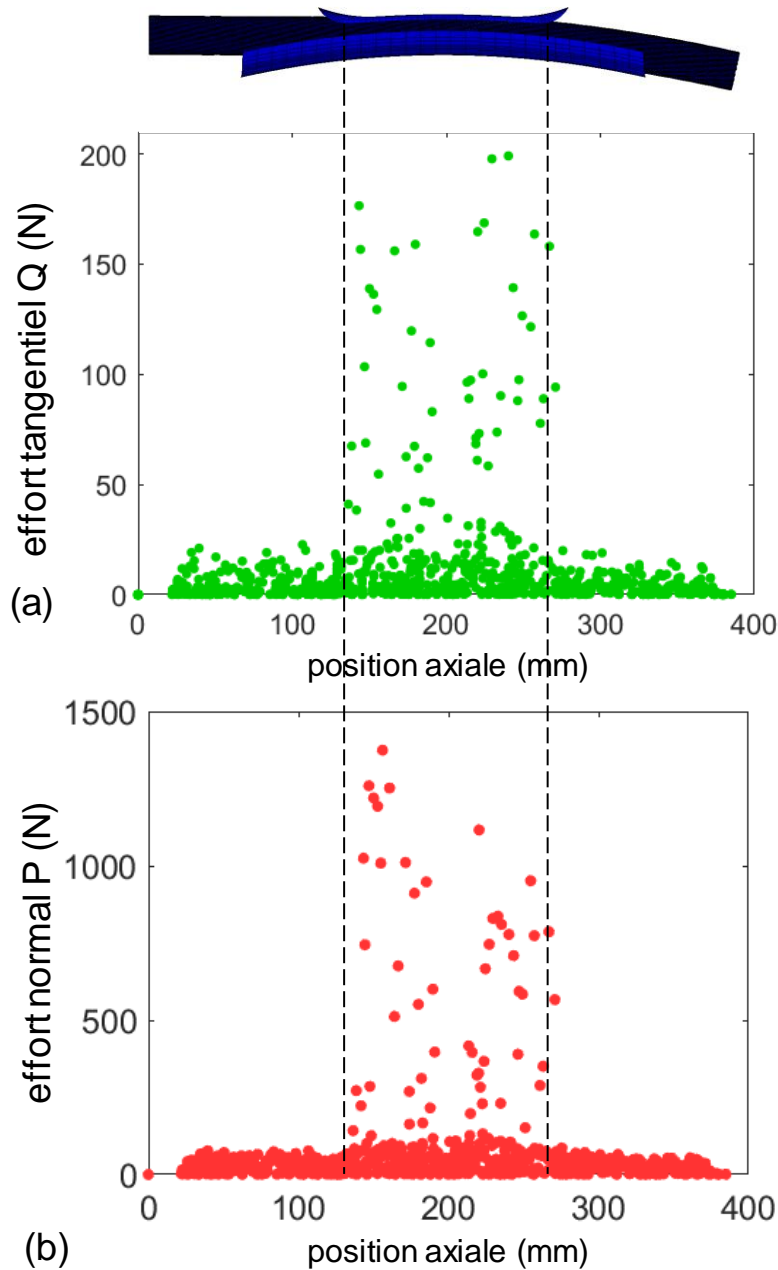 200
150
100
50
0
effort tangentiel Q (N)
(a)
0 100 200 300 400
position axiale (mm)
1500
1000
500
0
effort normal P (N)
0 100 200 300 400
(b)
position axiale (mm)